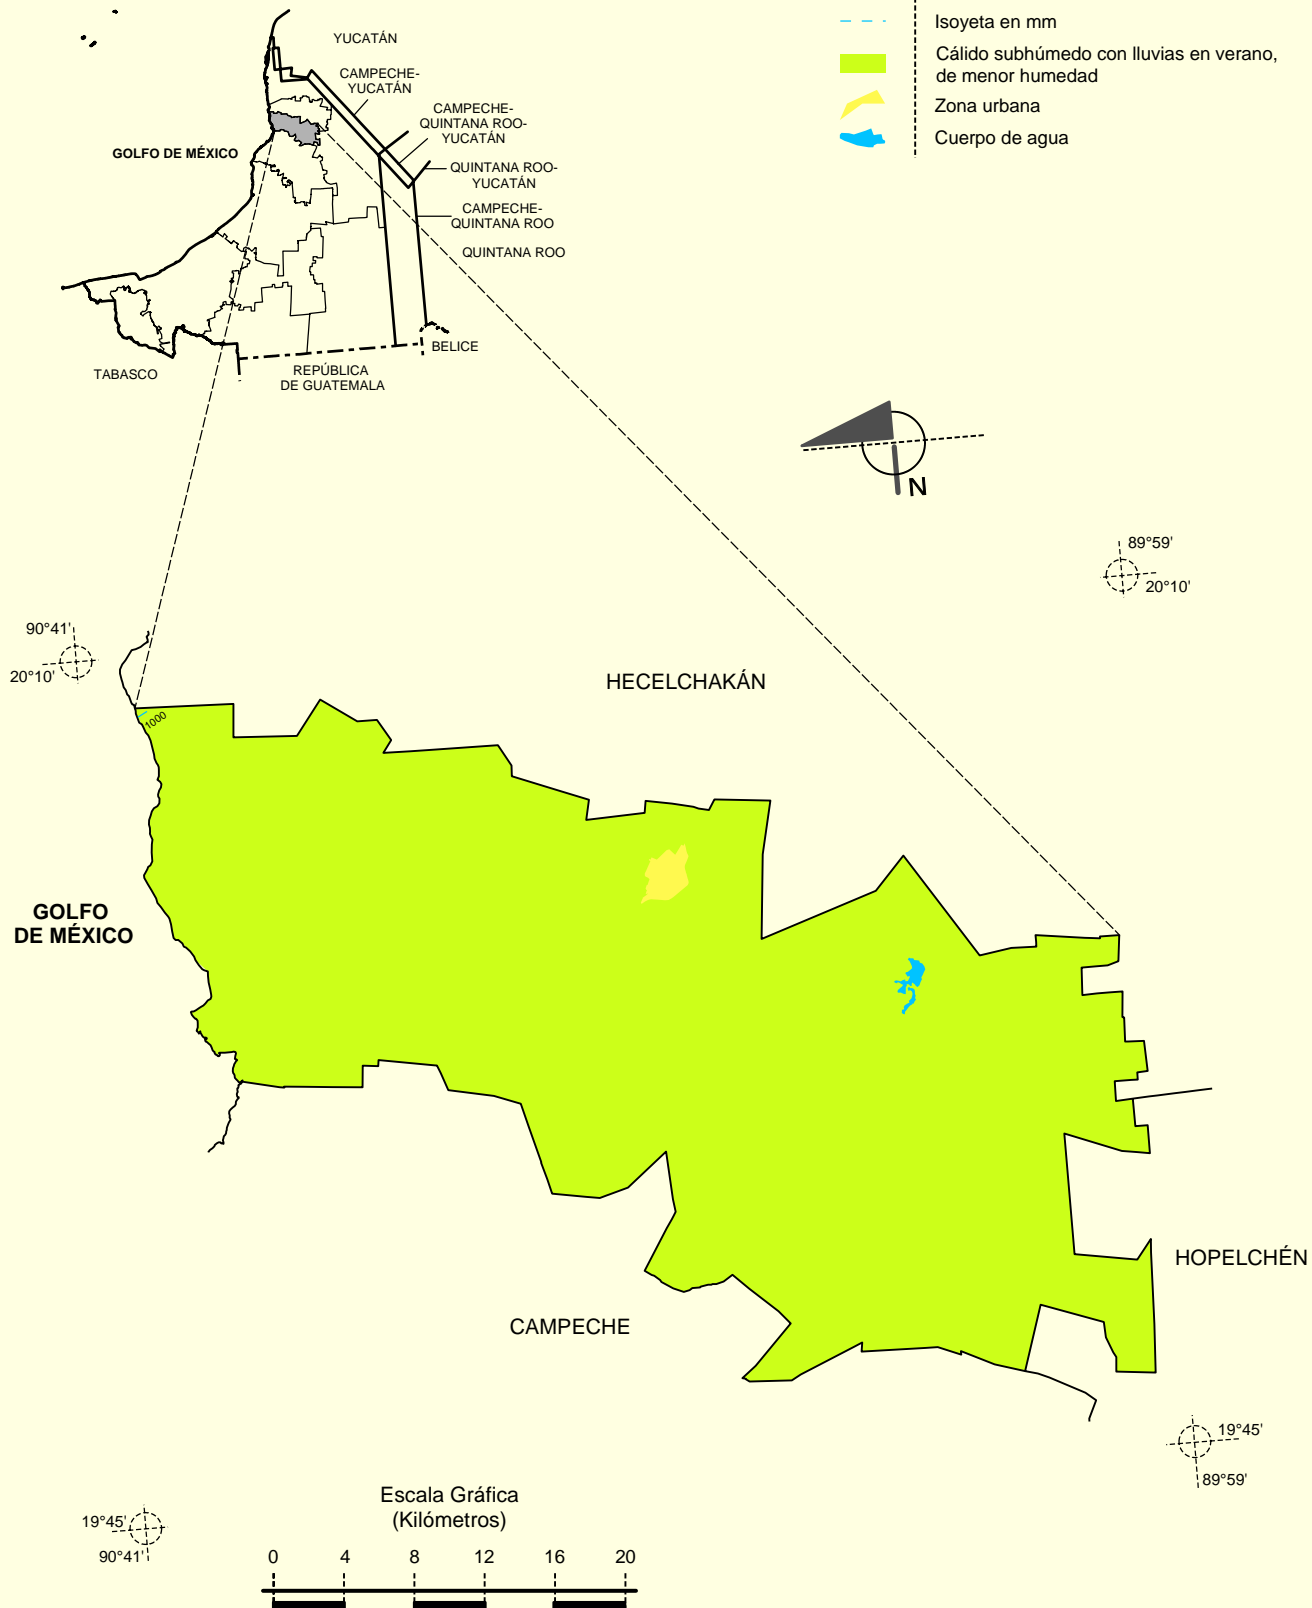 Isoyeta en mm
Cálido subhúmedo con lluvias en verano,
de menor humedad
Zona urbana
Cuerpo de agua
YUCATÁN
CAMPECHE-
YUCATÁN
CAMPECHE-
QUINTANA ROO-
YUCATÁN
GOLFO DE MÉXICO
QUINTANA ROO-
YUCATÁN
CAMPECHE-
QUINTANA ROO
QUINTANA ROO
BELICE
TABASCO
REPÚBLICA
DE GUATEMALA
N
89°59'
20°10'
90°41'
20°10'
HECELCHAKÁN
1000
GOLFO
DE MÉXICO
HOPELCHÉN
CAMPECHE
19°45'
89°59'
19°45'
90°41'
Escala Gráfica
(Kilómetros)
0 4 8 12 16 20